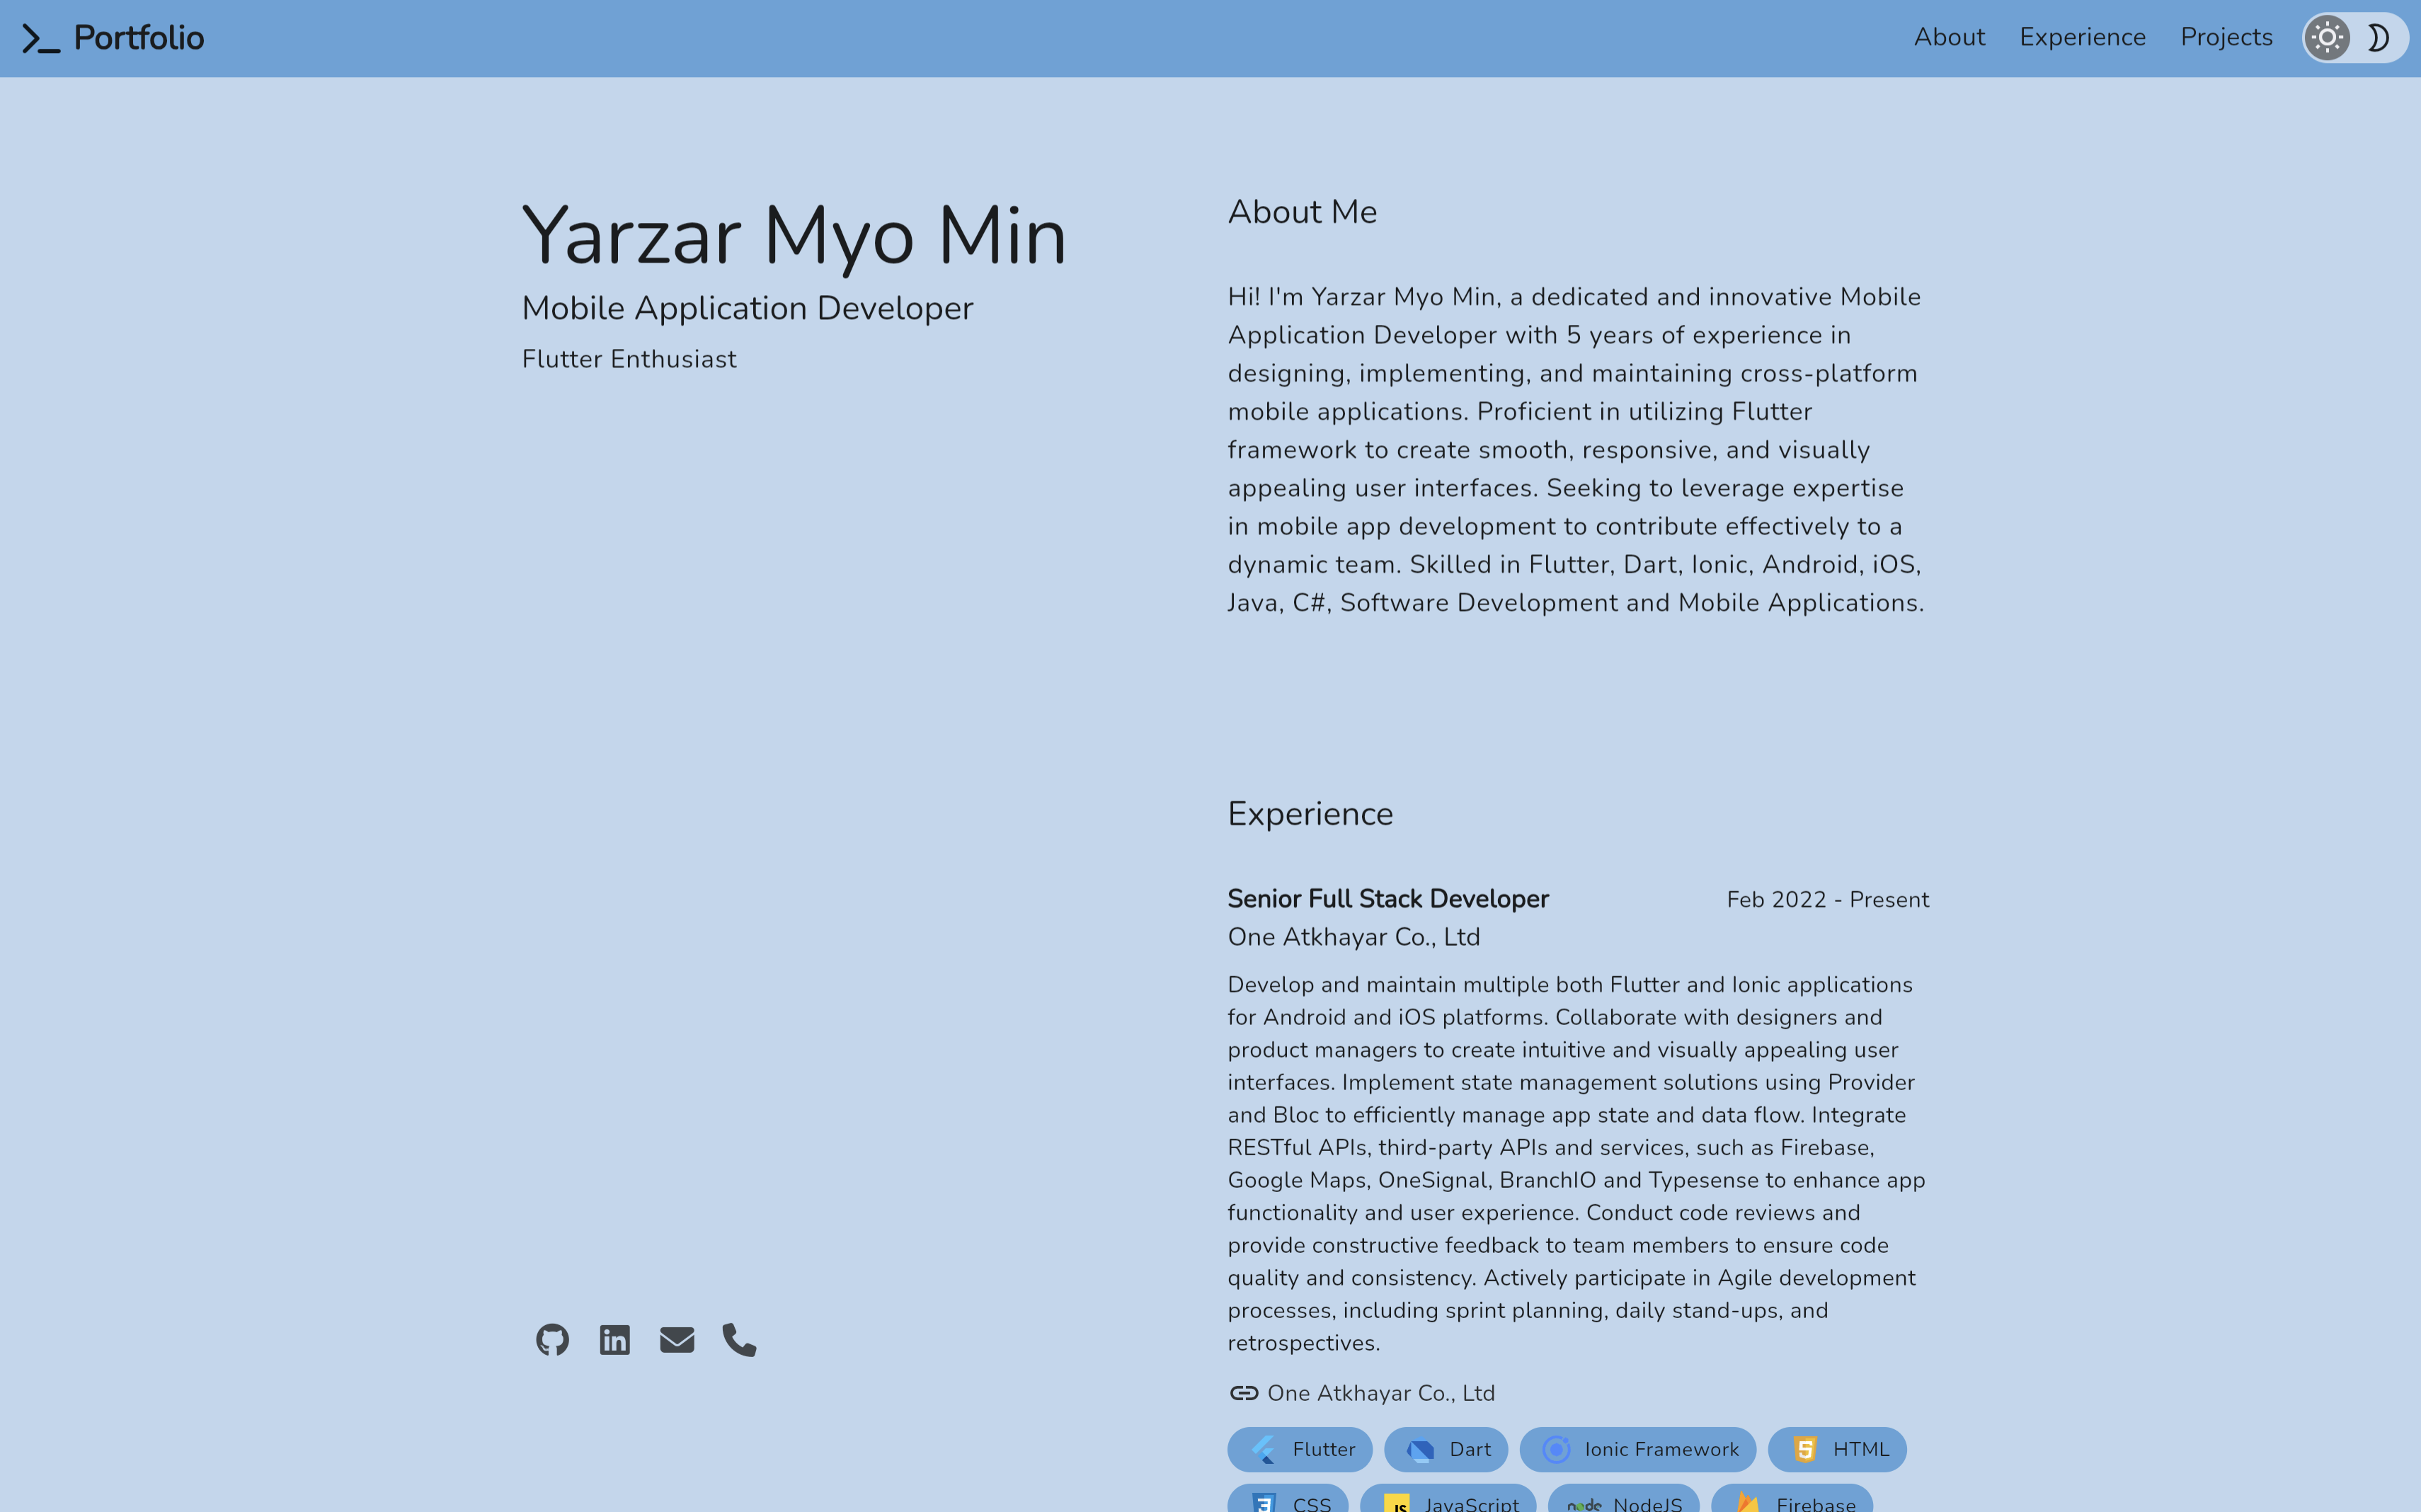 Portfolio
About Experience Projects
Yarzar Myo Min
Mobile Application Developer
Flutter Enthusiast
About Me
Hi! I'm Yarzar Myo Min, a dedicated and innovative Mobile
Application Developer with 5 years of experience in
designing, implementing, and maintaining cross-platform
mobile applications. Proficient in utilizing Flutter
framework to create smooth, responsive, and visually
appealing user interfaces. Seeking to leverage expertise
in mobile app development to contribute effectively to a
dynamic team. Skilled in Flutter, Dart, Ionic, Android, iOS,
Java, C#, Software Development and Mobile Applications.
Experience
Senior Full Stack Developer Feb 2022 - Present
One Atkhayar Co., Ltd
Develop and maintain multiple both Flutter and Ionic applications
for Android and iOS platforms. Collaborate with designers and
product managers to create intuitive and visually appealing user
interfaces. Implement state management solutions using Provider
and Bloc to efficiently manage app state and data flow. Integrate
RESTful APIs, third-party APIs and services, such as Firebase,
Google Maps, OneSignal, BranchIO and Typesense to enhance app
functionality and user experience. Conduct code reviews and
provide constructive feedback to team members to ensure code
quality and consistency. Actively participate in Agile development
processes, including sprint planning, daily stand-ups, and
retrospectives.
One Atkhayar Co., Ltd
Flutter Dart Ionic Framework HTML
CSS JS JavaScript node NodeJS Firebase